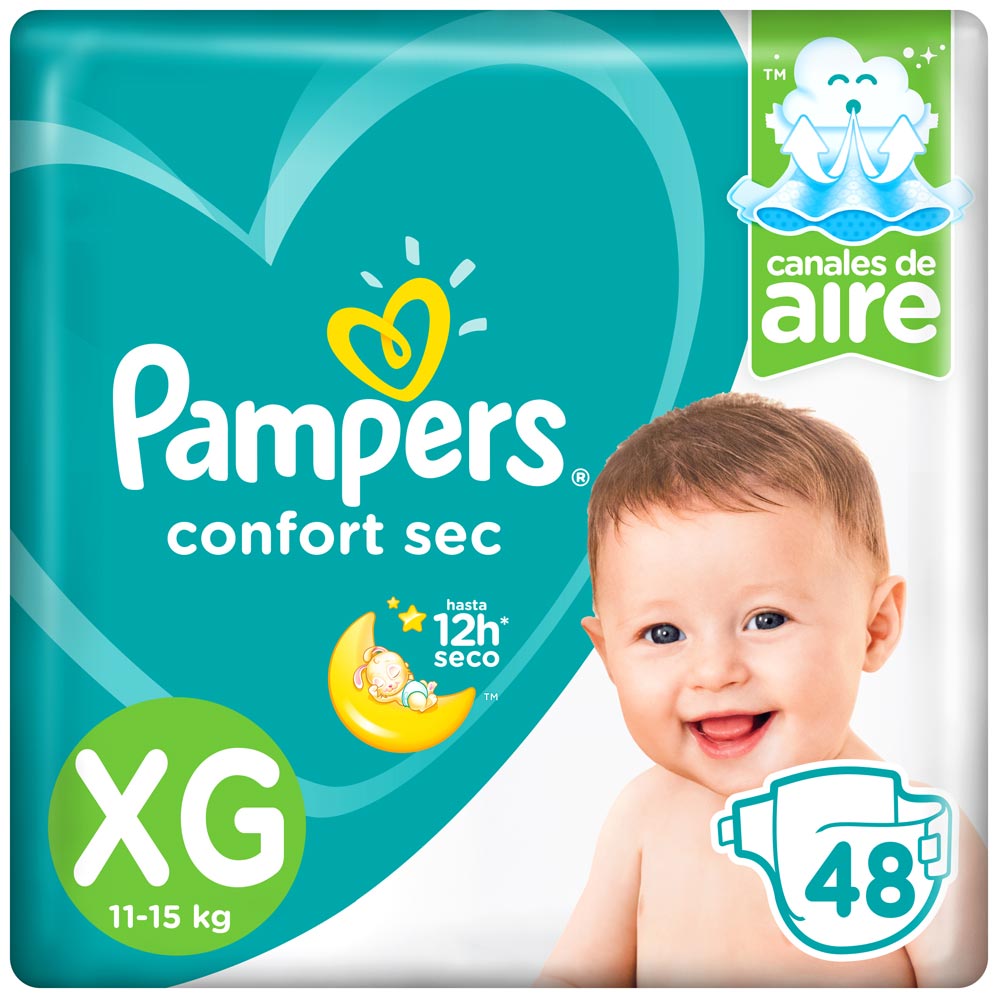 TM
canales de
aire
Pampers®
confort sec
hasta
12h*
seco
TM
XG
11-15 kg
48